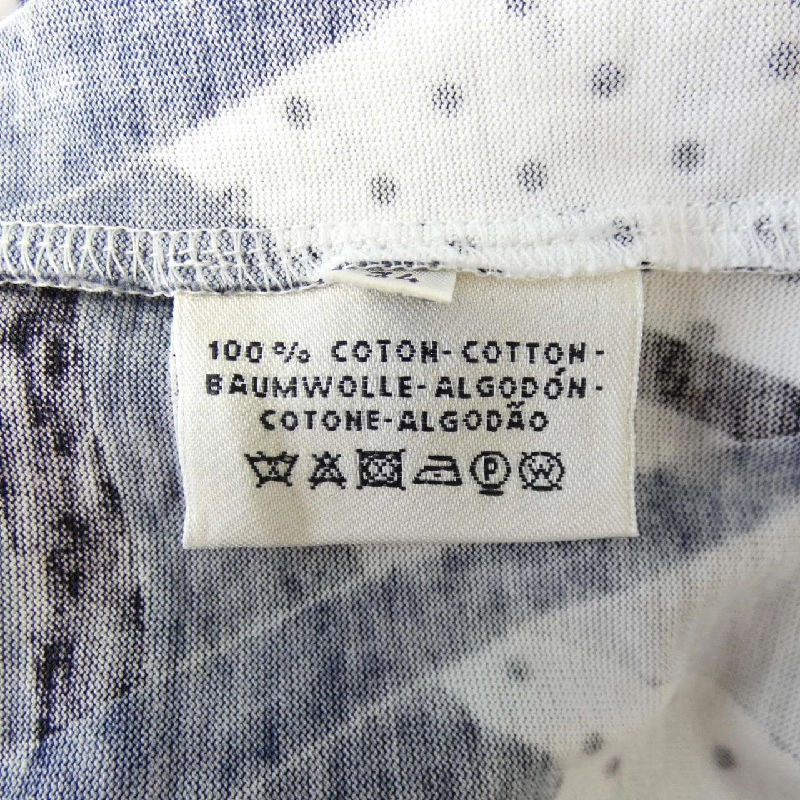 100% COTON-COTTON-
BAUMWOLLE-ALGODÓN-
COTONE-ALGODÃO
P W